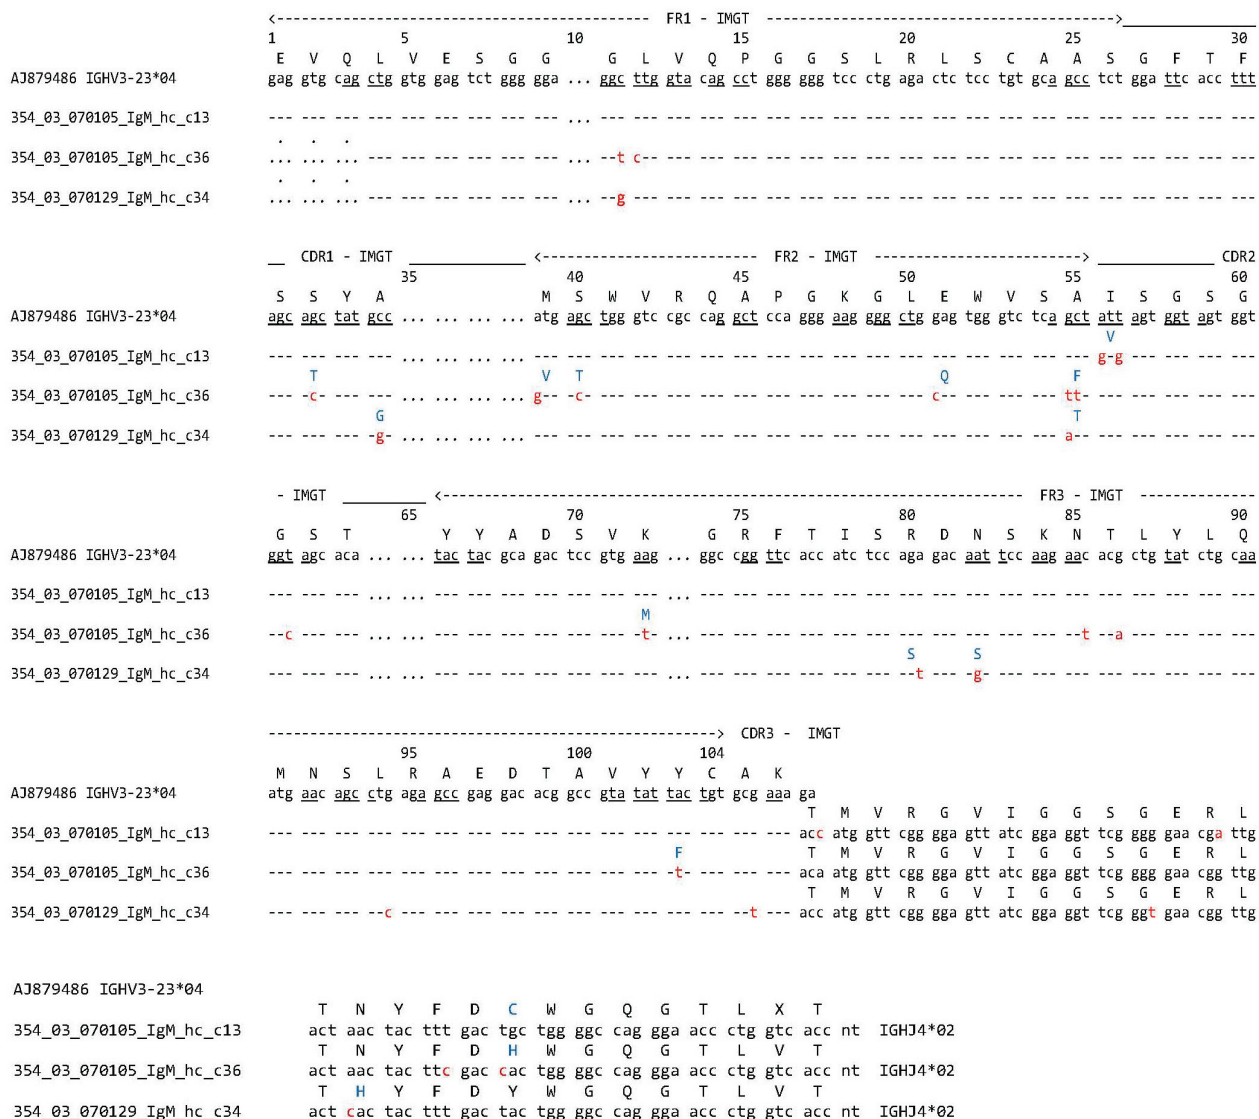 <------------------------------------------------ FR1 - IMGT ------------------------------------------>
1 5 10 15 20 25 30
E V Q L V E S G G G L V Q P G G S L R L S C A A S G F T F
AJ879486 IGHV3-23*04 gag gtg cag ctg gtg gag tct ggg gga ... ggc ttg gta cag cct ggg ggg tcc ctg aga ctc tcc tgt gca gcc tct gga ttc acc ttt
354_03_070105_IgM_hc_c13 --- --- --- --- --- --- --- --- --- ... --- --- --- --- --- --- --- --- --- --- --- --- --- --- --- --- --- --- --- ---
. . .
354_03_070105_IgM_hc_c36 ... ... ... --- --- --- --- --- --- ... --t c-- --- --- --- --- --- --- --- --- --- --- --- --- --- --- --- --- --- ---
. . .
354_03_070129_IgM_hc_c34 ... ... ... --- --- --- --- --- --- ... --g --- --- --- --- --- --- --- --- --- --- --- --- --- --- --- --- --- --- ---
__ CDR1 - IMGT ______________ <---------------------------- FR2 - IMGT --------------------------> ______________ CDR2
35 40 45 50 55 60
S S Y A M S W V R Q A P G K G L E W V S A I S G S G
AJ879486 IGHV3-23*04 agc agc tat gcc ... ... ... ... atg agc tgg gtc cgc cag gct cca ggg aag ggg ctg gag tgg gtc tca gct att agt ggt agt ggt
V
354_03_070105_IgM_hc_c13 --- --- --- --- ... ... ... ... --- --- --- --- --- --- --- --- --- --- --- --- --- --- --- --- --- g-g --- --- --- ---
T V T Q F
354_03_070105_IgM_hc_c36 --- -c- --- --- ... ... ... ... g-- -c- --- --- --- --- --- --- --- --- --- --- c-- --- --- --- tt- --- --- --- --- ---
G T
354_03_070129_IgM_hc_c34 --- --- --- -g- ... ... ... ... --- --- --- --- --- --- --- --- --- --- --- --- --- --- --- --- a-- --- --- --- --- ---
- IMGT __________ <---------------------------------------------------------------------- FR3 - IMGT --------------
65 70 75 80 85 90
G S T Y Y A D S V K G R F T I S R D N S K N T L Y L Q
AJ879486 IGHV3-23*04 ggt agc aca ... ... tac tac gca gac tcc gtg aag ... ggc cgg ttc acc atc tcc aga gac aat tcc aag aac acg ctg tat ctg caa
354_03_070105_IgM_hc_c13 --- --- --- ... ... --- --- --- --- --- --- --- ... --- --- --- --- --- --- --- --- --- --- --- --- --- --- --- --- ---
M
354_03_070105_IgM_hc_c36 --c --- --- ... ... --- --- --- --- --- --- -t- ... --- --- --- --- --- --- --- --- --- --- --- --t --a --- --- --- ---
S S
354_03_070129_IgM_hc_c34 --- --- --- ... ... --- --- --- --- --- --- --- ... --- --- --- --- --- --- --t --- -g- --- --- --- --- --- --- --- ---
------------------------------------------------------> CDR3 - IMGT
95 100 104
M N S L R A E D T A V Y Y C A K
AJ879486 IGHV3-23*04 atg aac agc ctg aga gcc gag gac acg gcc gta tat tac tgt gcg aaa ga
T M V R G V I G G S G E R L
354_03_070105_IgM_hc_c13 --- --- --- --- --- --- --- --- --- --- --- --- --- --- --- --- acc atg gtt cgg gga gtt atc gga ggt tcg ggg gaa cga ttg
F T M V R G V I G G S G E R L
354_03_070105_IgM_hc_c36 --- --- --- --- --- --- --- --- --- --- --- --- -t- --- --- --- aca atg gtt cgg gga gtt atc gga ggt tcg ggg gaa cgg ttg
T M V R G V I G G S G E R L
354_03_070129_IgM_hc_c34 --- --- --- --c --- --- --- --- --- --- --- --- --- --- --t --- acc atg gtt cgg gga gtt atc gga ggt tcg ggt gaa cgg ttg
AJ879486 IGHV3-23*04
T N Y F D C W G Q G T L X T
354_03_070105_IgM_hc_c13 act aac tac ttt gac tgc tgg ggc cag gga acc ctg gtc acc nt IGHJ4*02
T N Y F D H W G Q G T L V T
354_03_070105_IgM_hc_c36 act aac tac ttc gac cac tgg ggc cag gga acc ctg gtc acc nt IGHJ4*02
T H Y F D Y W G Q G T L V T
354_03_070129_IgM_hc_c34 act cac tac ttt gac tac tgg ggc cag gga acc ctg gtc acc nt IGHJ4*02